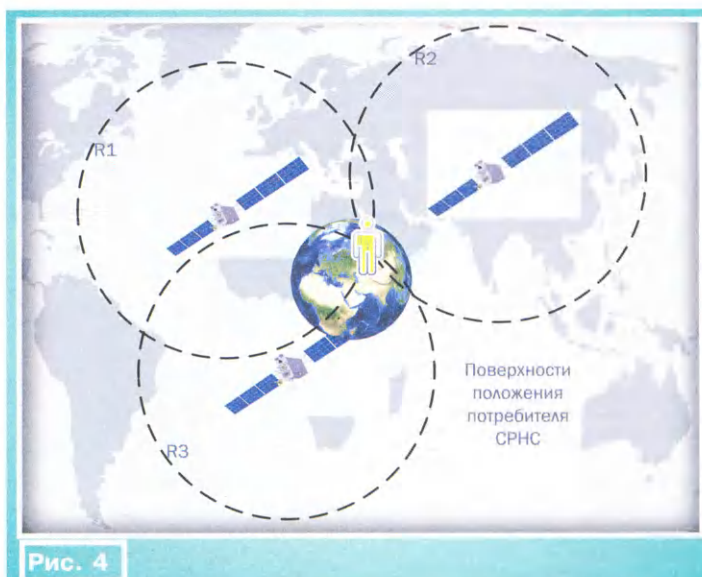 R2
R1
R3
Поверхности
положения
потребителя
СРНС
Рис. 4